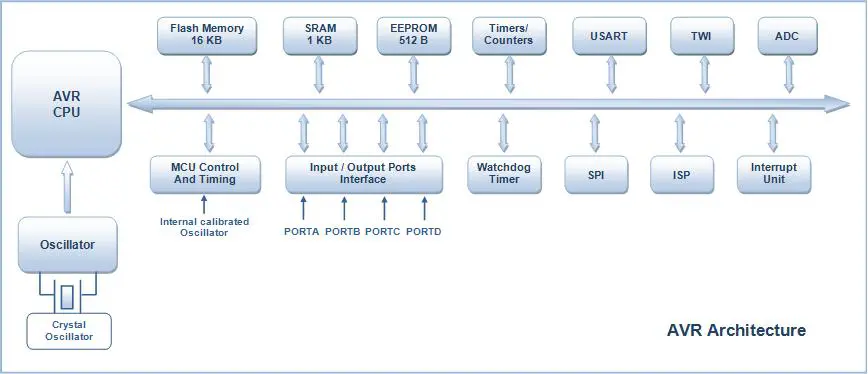 Flash Memory
16 KB
SRAM
1 KB
EEPROM
512 B
Timers/
Counters
USART
TWI
ADC
AVR
CPU
MCU Control
And Timing
Input / Output Ports
Interface
Watchdog
Timer
SPI
ISP
Interrupt
Unit
Internal calibrated
Oscillator
PORTA PORTB PORTC PORTD
Oscillator
Crystal
Oscillator
AVR Architecture